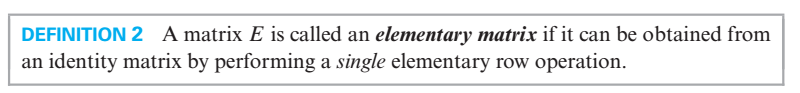 DEFINITION 2 A matrix E is called an elementary matrix if it can be obtained from
an identity matrix by performing a single elementary row operation.